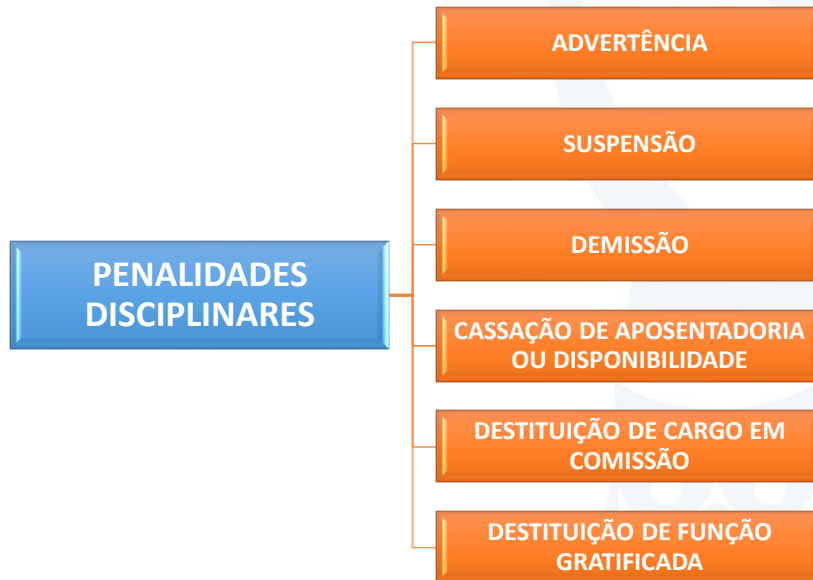 ADVERTÊNCIA
SUSPENSÃO
DEMISSÃO
PENALIDADES
DISCIPLINARES
CASSAÇÃO DE APOSENTADORIA
OU DISPONIBILIDADE
DESTITUIÇÃO DE CARGO EM
COMISSÃO
DESTITUIÇÃO DE FUNÇÃO
GRATIFICADA